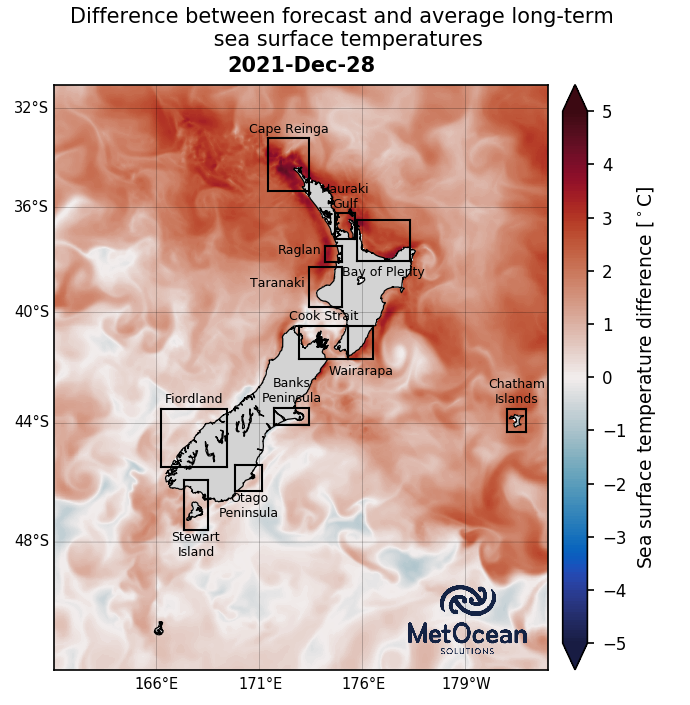 Difference between forecast and average long-term
sea surface temperatures
2021-Dec-28
32°S
36°S
40°S
44°S
48°S
166°E
171°E
176°E
179°W
Cape Reinga
Hauraki
Gulf
Raglan
Bay of Plenty
Taranaki
Cook Strait
Wairarapa
Banks
Peninsula
Fiordland
Chatham
Islands
Otago
Peninsula
Stewart
Island
MetOcean
SOLUTIONS
5
4
3
2
1
0
−1
−2
−3
−4
−5
Sea surface temperature difference [°C]